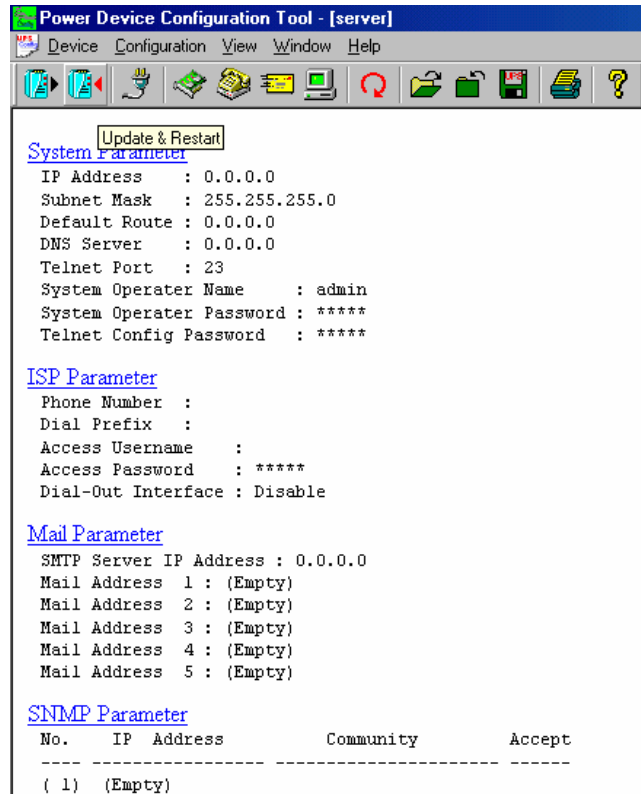 Power Device Configuration Tool - [server]
Device Configuration View Window Help
Update & Restart
System Parameter
IP Address : 0.0.0.0
Subnet Mask : 255.255.255.0
Default Route : 0.0.0.0
DNS Server : 0.0.0.0
Telnet Port : 23
System Operater Name : admin
System Operater Password : *****
Telnet Config Password : *****
ISP Parameter
Phone Number :
Dial Prefix :
Access Username :
Access Password : *****
Dial-Out Interface : Disable
Mail Parameter
SMTP Server IP Address : 0.0.0.0
Mail Address 1 : (Empty)
Mail Address 2 : (Empty)
Mail Address 3 : (Empty)
Mail Address 4 : (Empty)
Mail Address 5 : (Empty)
SNMP Parameter
No. IP Address Community Accept
---- ----------------- ---------------------- ------
( 1) (Empty)